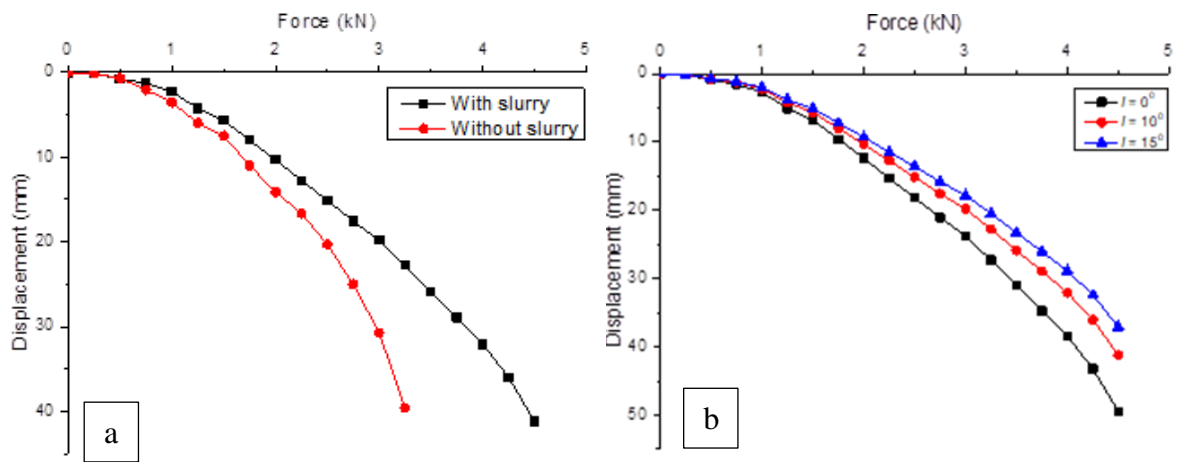 Force (kN)
0 1 2 3 4 5
0
10
20
30
40
Displacement (mm)
With slurry
Without slurry
a
Force (kN)
0 1 2 3 4 5
0
10
20
30
40
50
Displacement (mm)
I = 0°
I = 10°
I = 15°
b